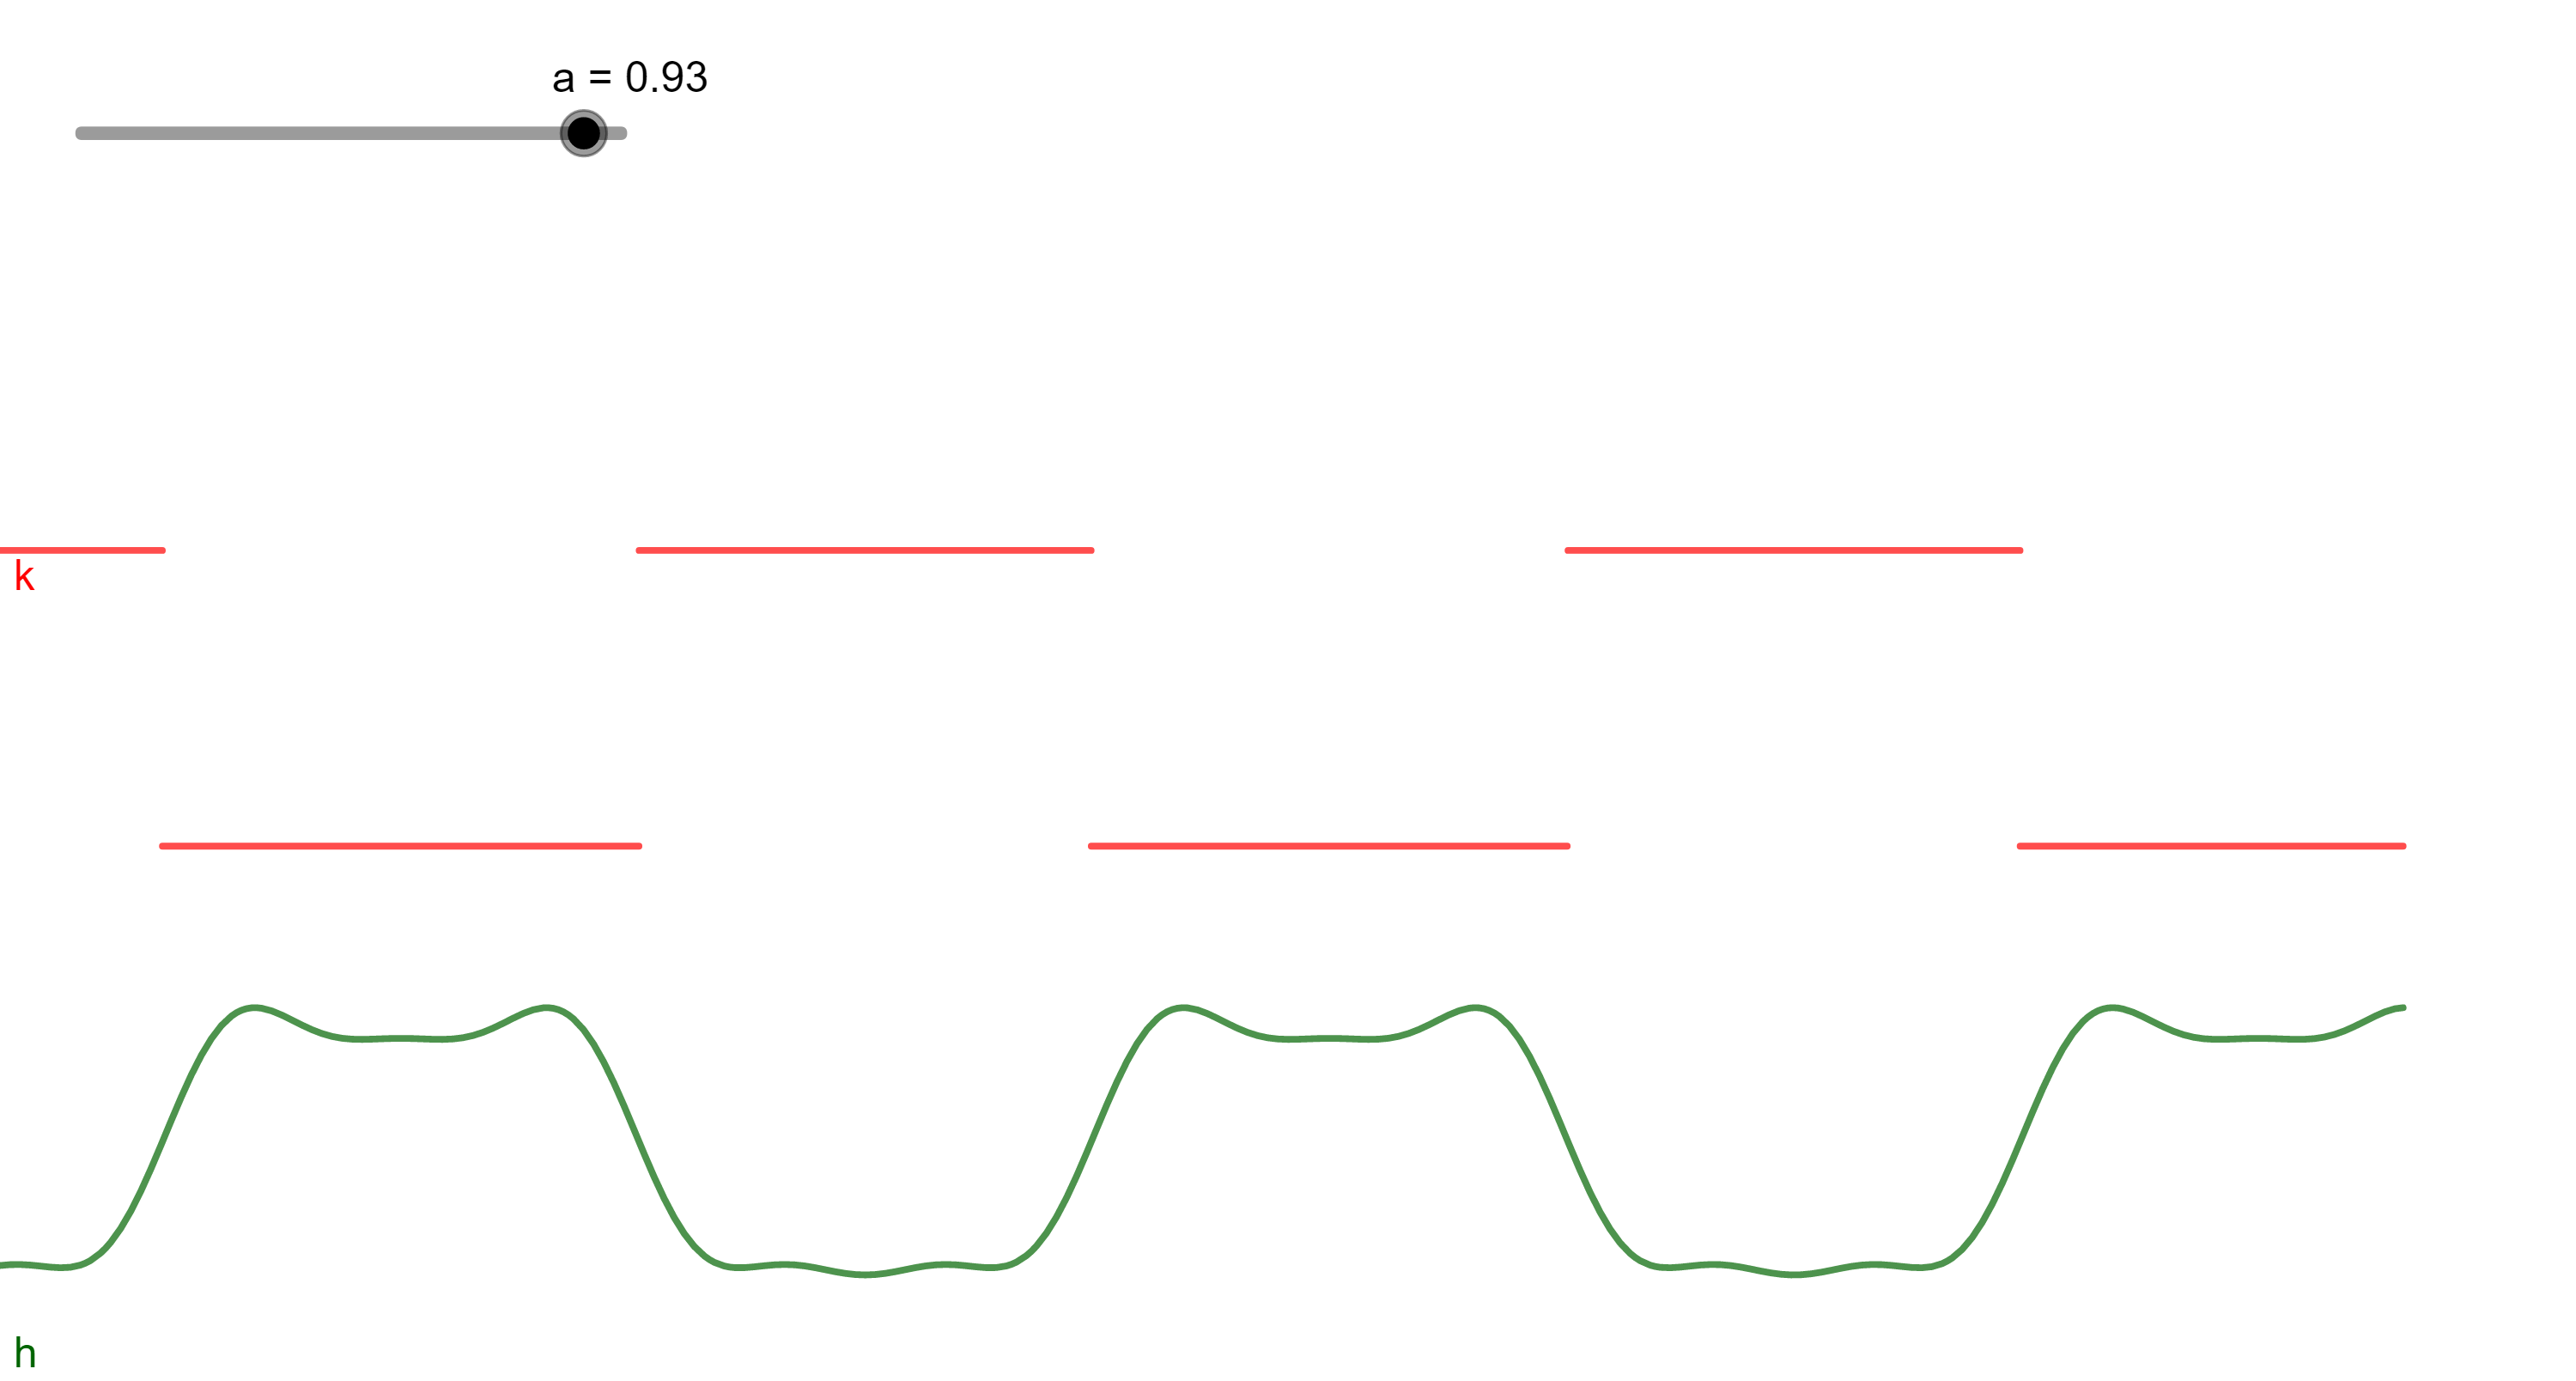 a = 0.93
k
h